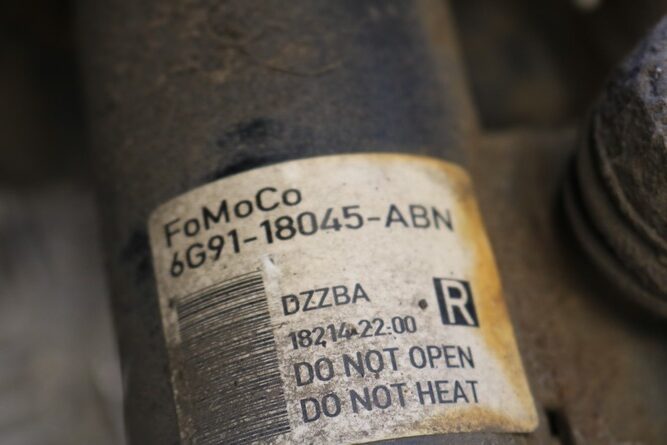 FoMoCo
6G91-18045-ABN
DZZBA
R
18214 22:00
DO NOT OPEN
DO NOT HEAT